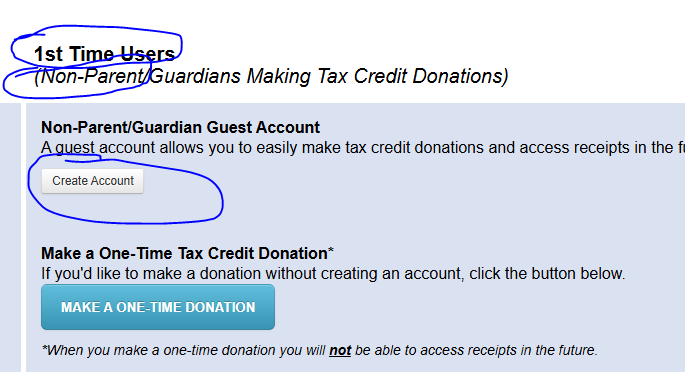 1st Time Users
(Non-Parent/Guardians Making Tax Credit Donations)
Non-Parent/Guardian Guest Account
A guest account allows you to easily make tax credit donations and access receipts in the
Create Account
Make a One-Time Tax Credit Donation*
If you'd like to make a donation without creating an account, click the button below.
MAKE A ONE-TIME DONATION
*When you make a one-time donation you will not be able to access receipts in the future.